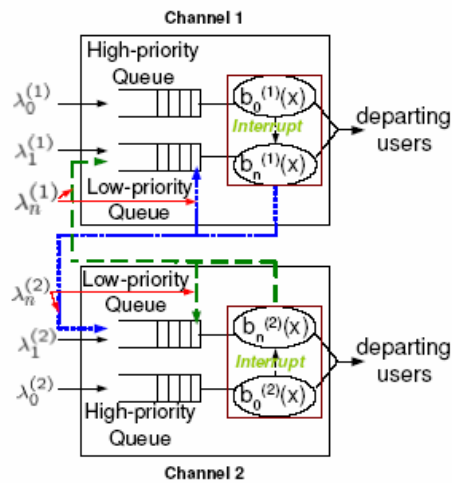 Channel 1
High-priority
Queue
λ₀⁽¹⁾
b₀⁽¹⁾(x)
Interrupt
departing
users
λ₁⁽¹⁾
bₙ⁽¹⁾(x)
λₙ⁽¹⁾
Low-priority
Queue
λₙ⁽²⁾
Low-priority
Queue
bₙ⁽²⁾(x)
λ₁⁽²⁾
Interrupt
departing
users
λ₀⁽²⁾
b₀⁽²⁾(x)
High-priority
Queue
Channel 2